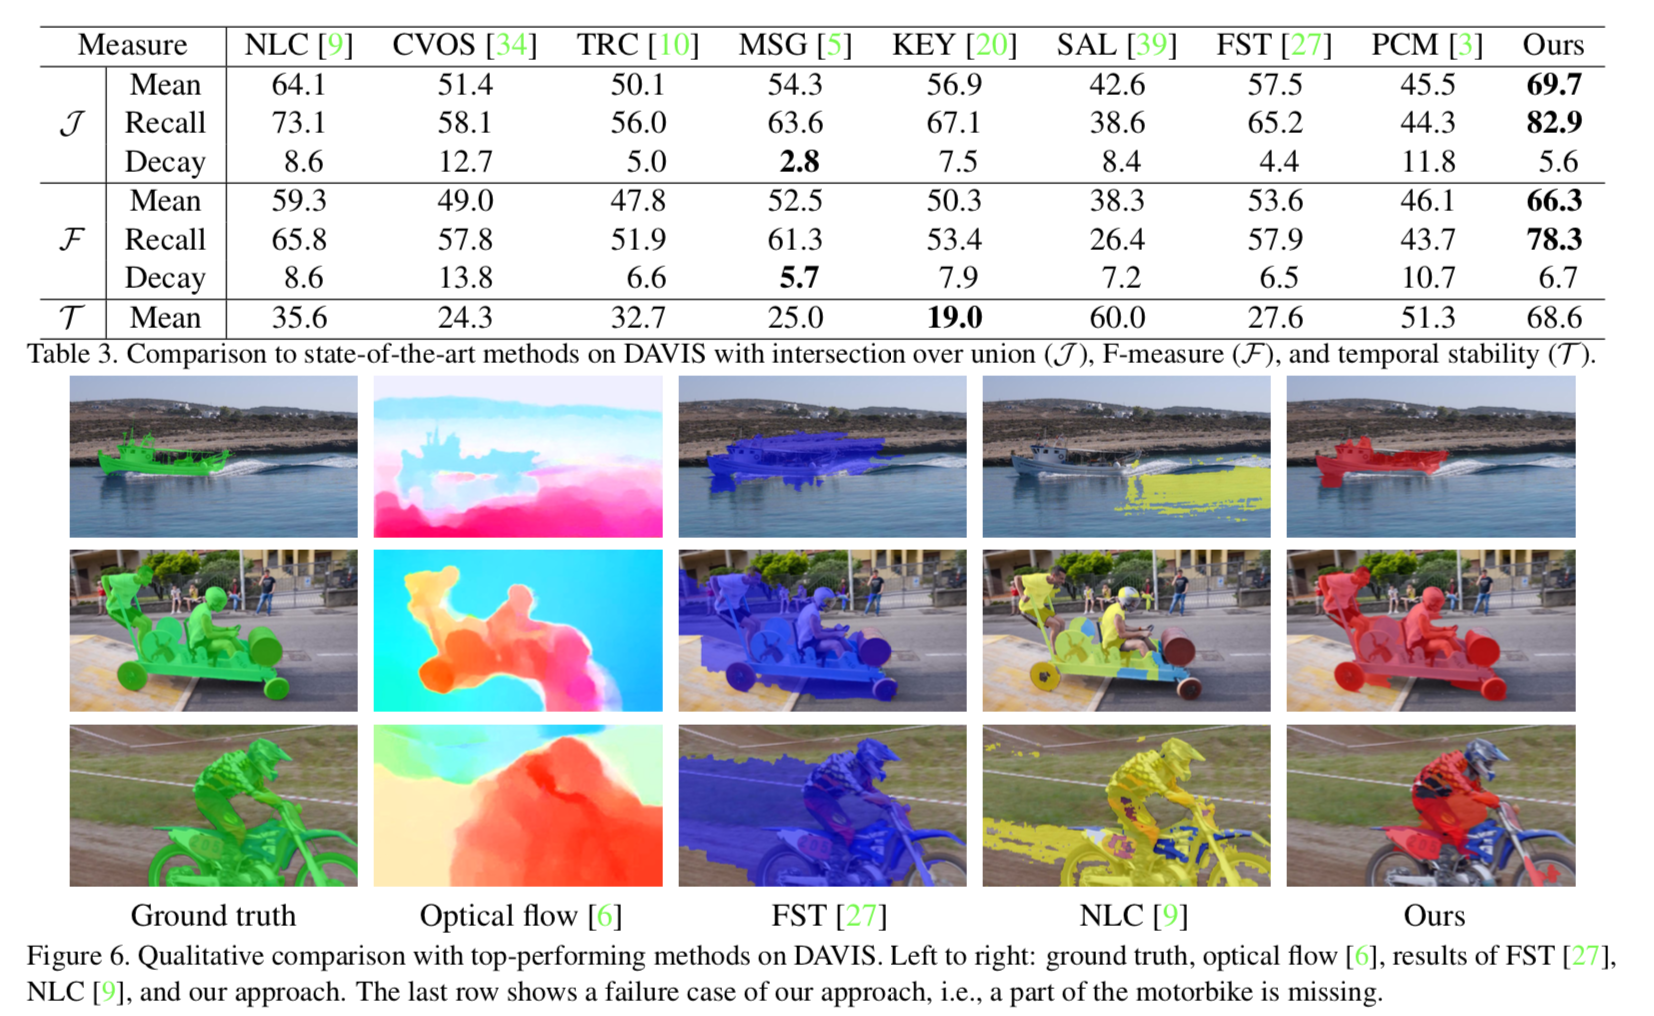 Measure NLC [9] CVOS [34] TRC [10] MSG [5] KEY [20] SAL [39] FST [27] PCM [3] Ours
Mean 64.1 51.4 50.1 54.3 56.9 42.6 57.5 45.5 69.7
𝒥 Recall 73.1 58.1 56.0 63.6 67.1 38.6 65.2 44.3 82.9
Decay 8.6 12.7 5.0 2.8 7.5 8.4 4.4 11.8 5.6
Mean 59.3 49.0 47.8 52.5 50.3 38.3 53.6 46.1 66.3
ℱ Recall 65.8 57.8 51.9 61.3 53.4 26.4 57.9 43.7 78.3
Decay 8.6 13.8 6.6 5.7 7.9 7.2 6.5 10.7 6.7
𝒯 Mean 35.6 24.3 32.7 25.0 19.0 60.0 27.6 51.3 68.6
Table 3. Comparison to state-of-the-art methods on DAVIS with intersection over union (𝒥), F-measure (ℱ), and temporal stability (𝒯).
Ground truth Optical flow [6] FST [27] NLC [9] Ours
Figure 6. Qualitative comparison with top-performing methods on DAVIS. Left to right: ground truth, optical flow [6], results of FST [27],
NLC [9], and our approach. The last row shows a failure case of our approach, i.e., a part of the motorbike is missing.